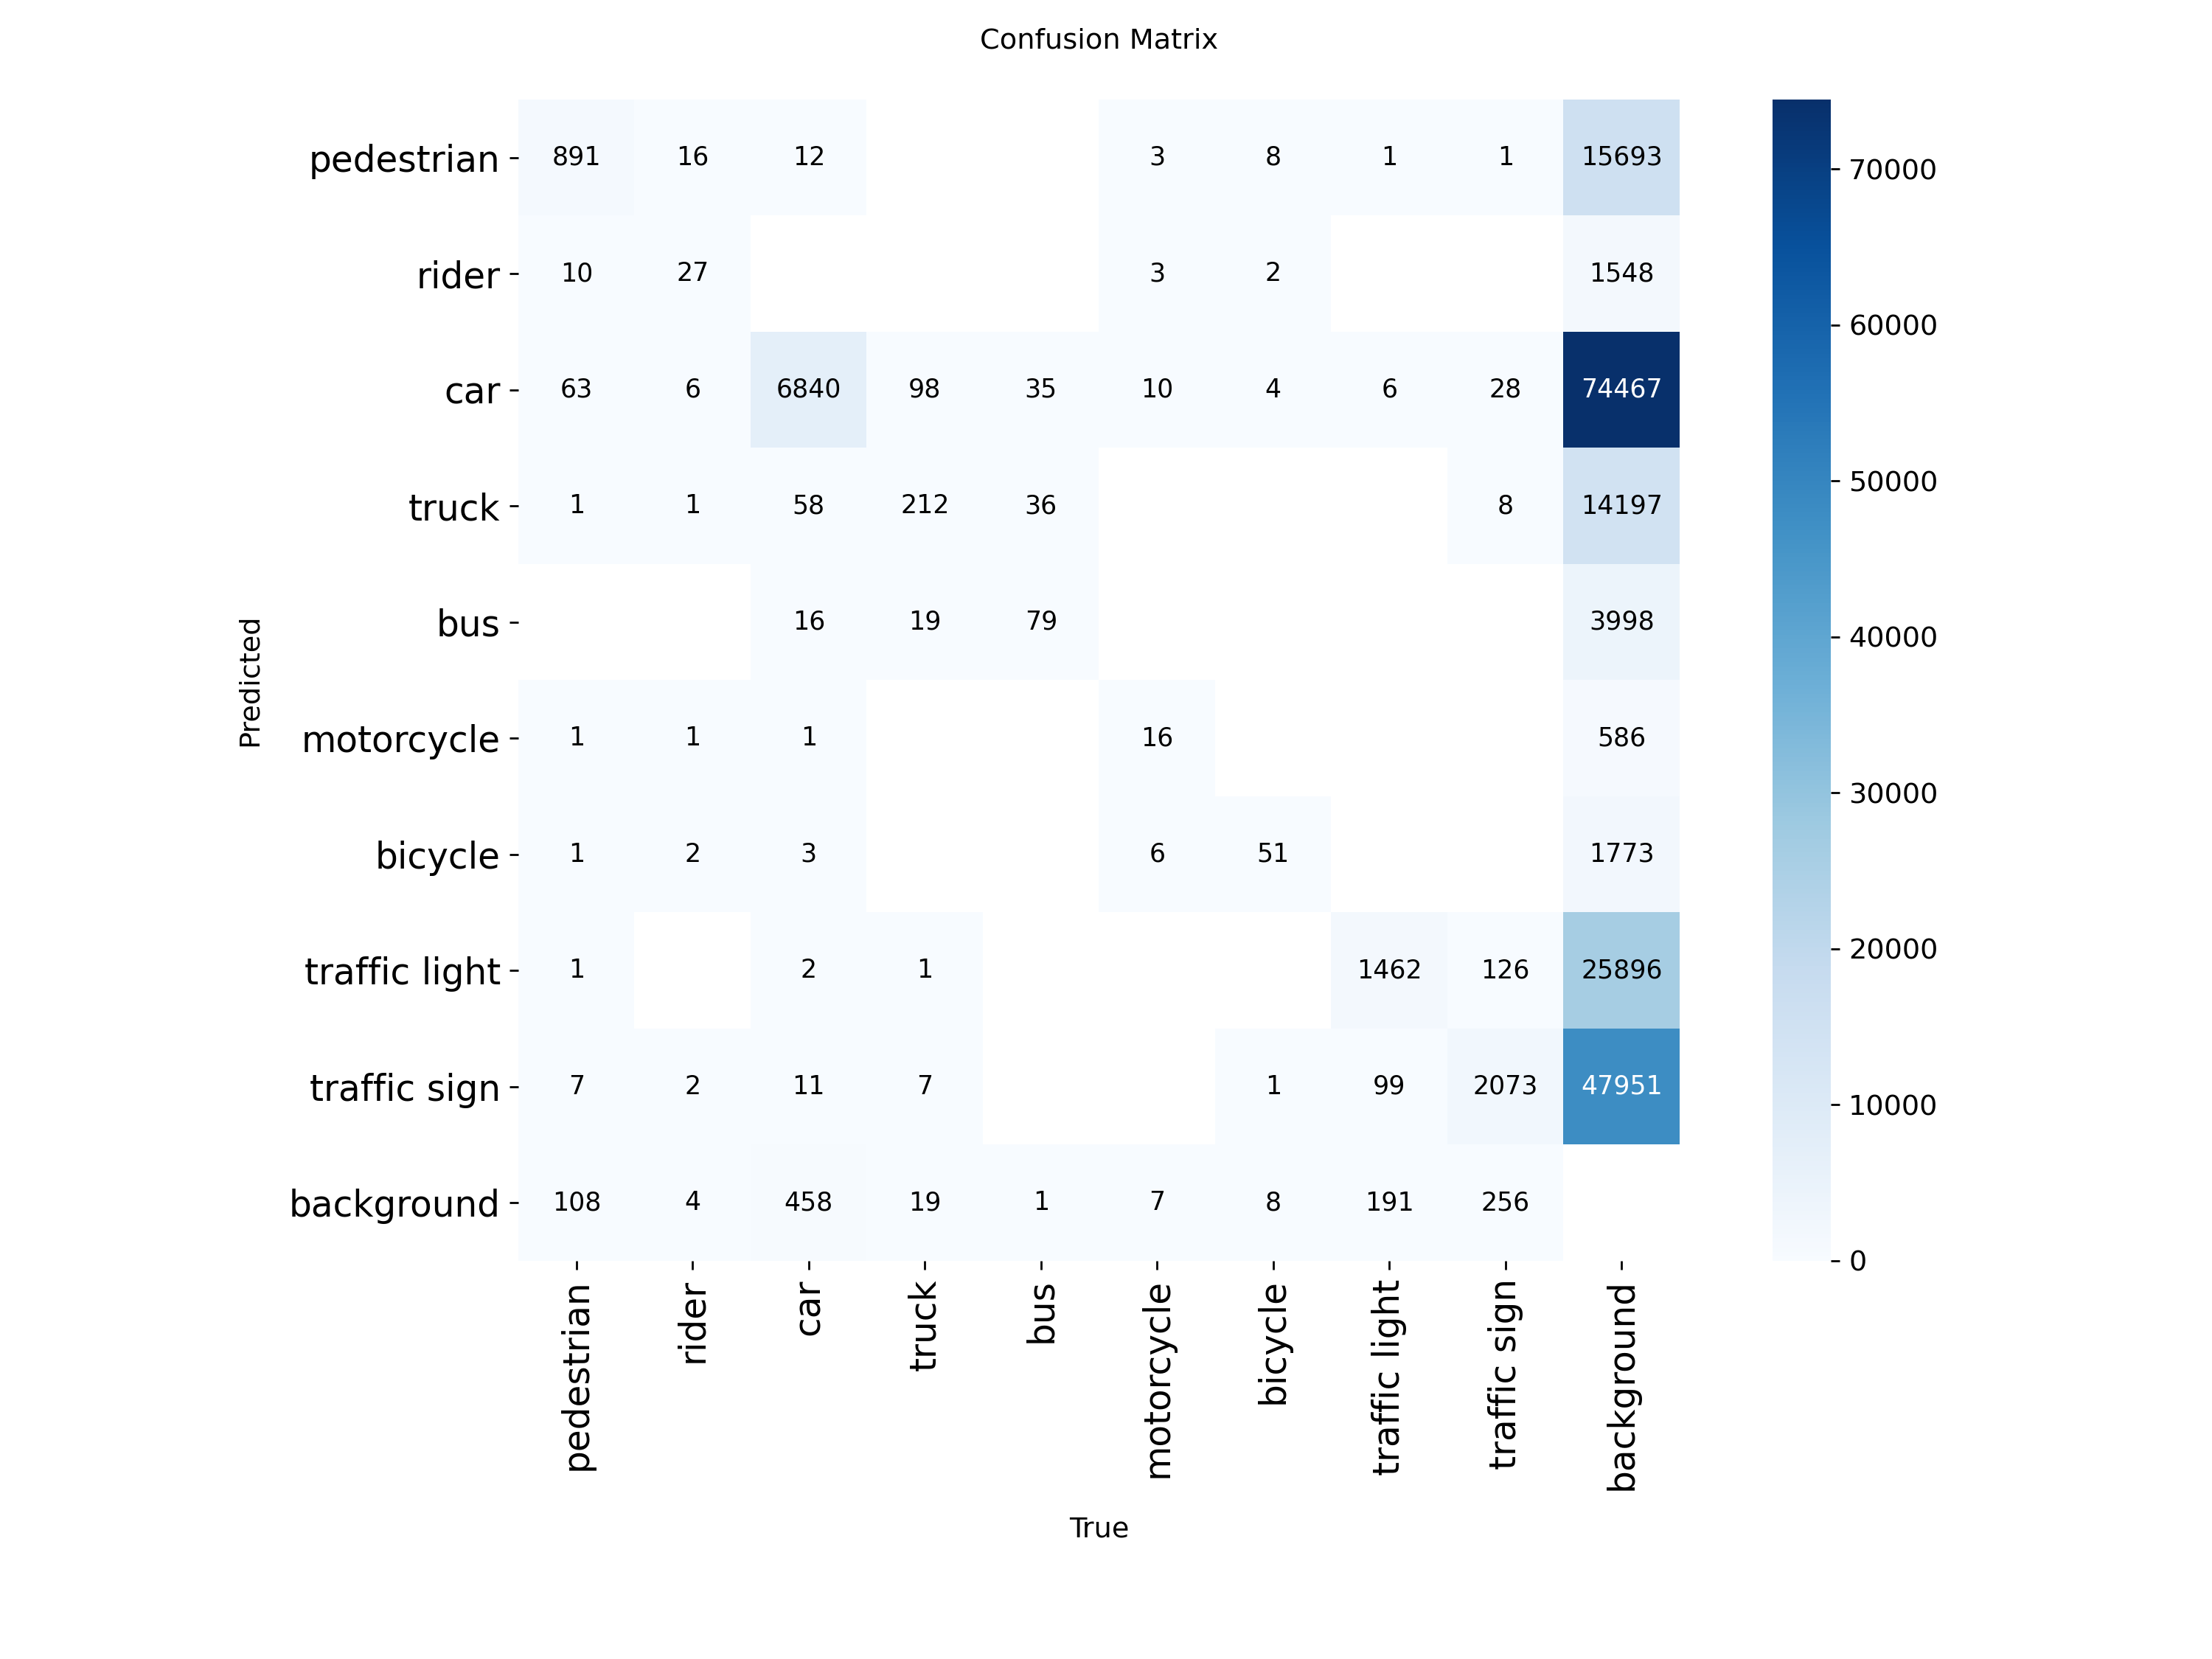 Confusion Matrix
pedestrian 891 16 12 3 8 1 1 15693
rider 10 27 3 2 1548
car 63 6 6840 98 35 10 4 6 28 74467
truck 1 1 58 212 36 8 14197
bus 16 19 79 3998
motorcycle 1 1 1 16 586
bicycle 1 2 3 6 51 1773
traffic light 1 2 1 1462 126 25896
traffic sign 7 2 11 7 1 99 2073 47951
background 108 4 458 19 1 7 8 191 256
Predicted
pedestrian rider car truck bus motorcycle bicycle traffic light traffic sign background
True
70000
60000
50000
40000
30000
20000
10000
0